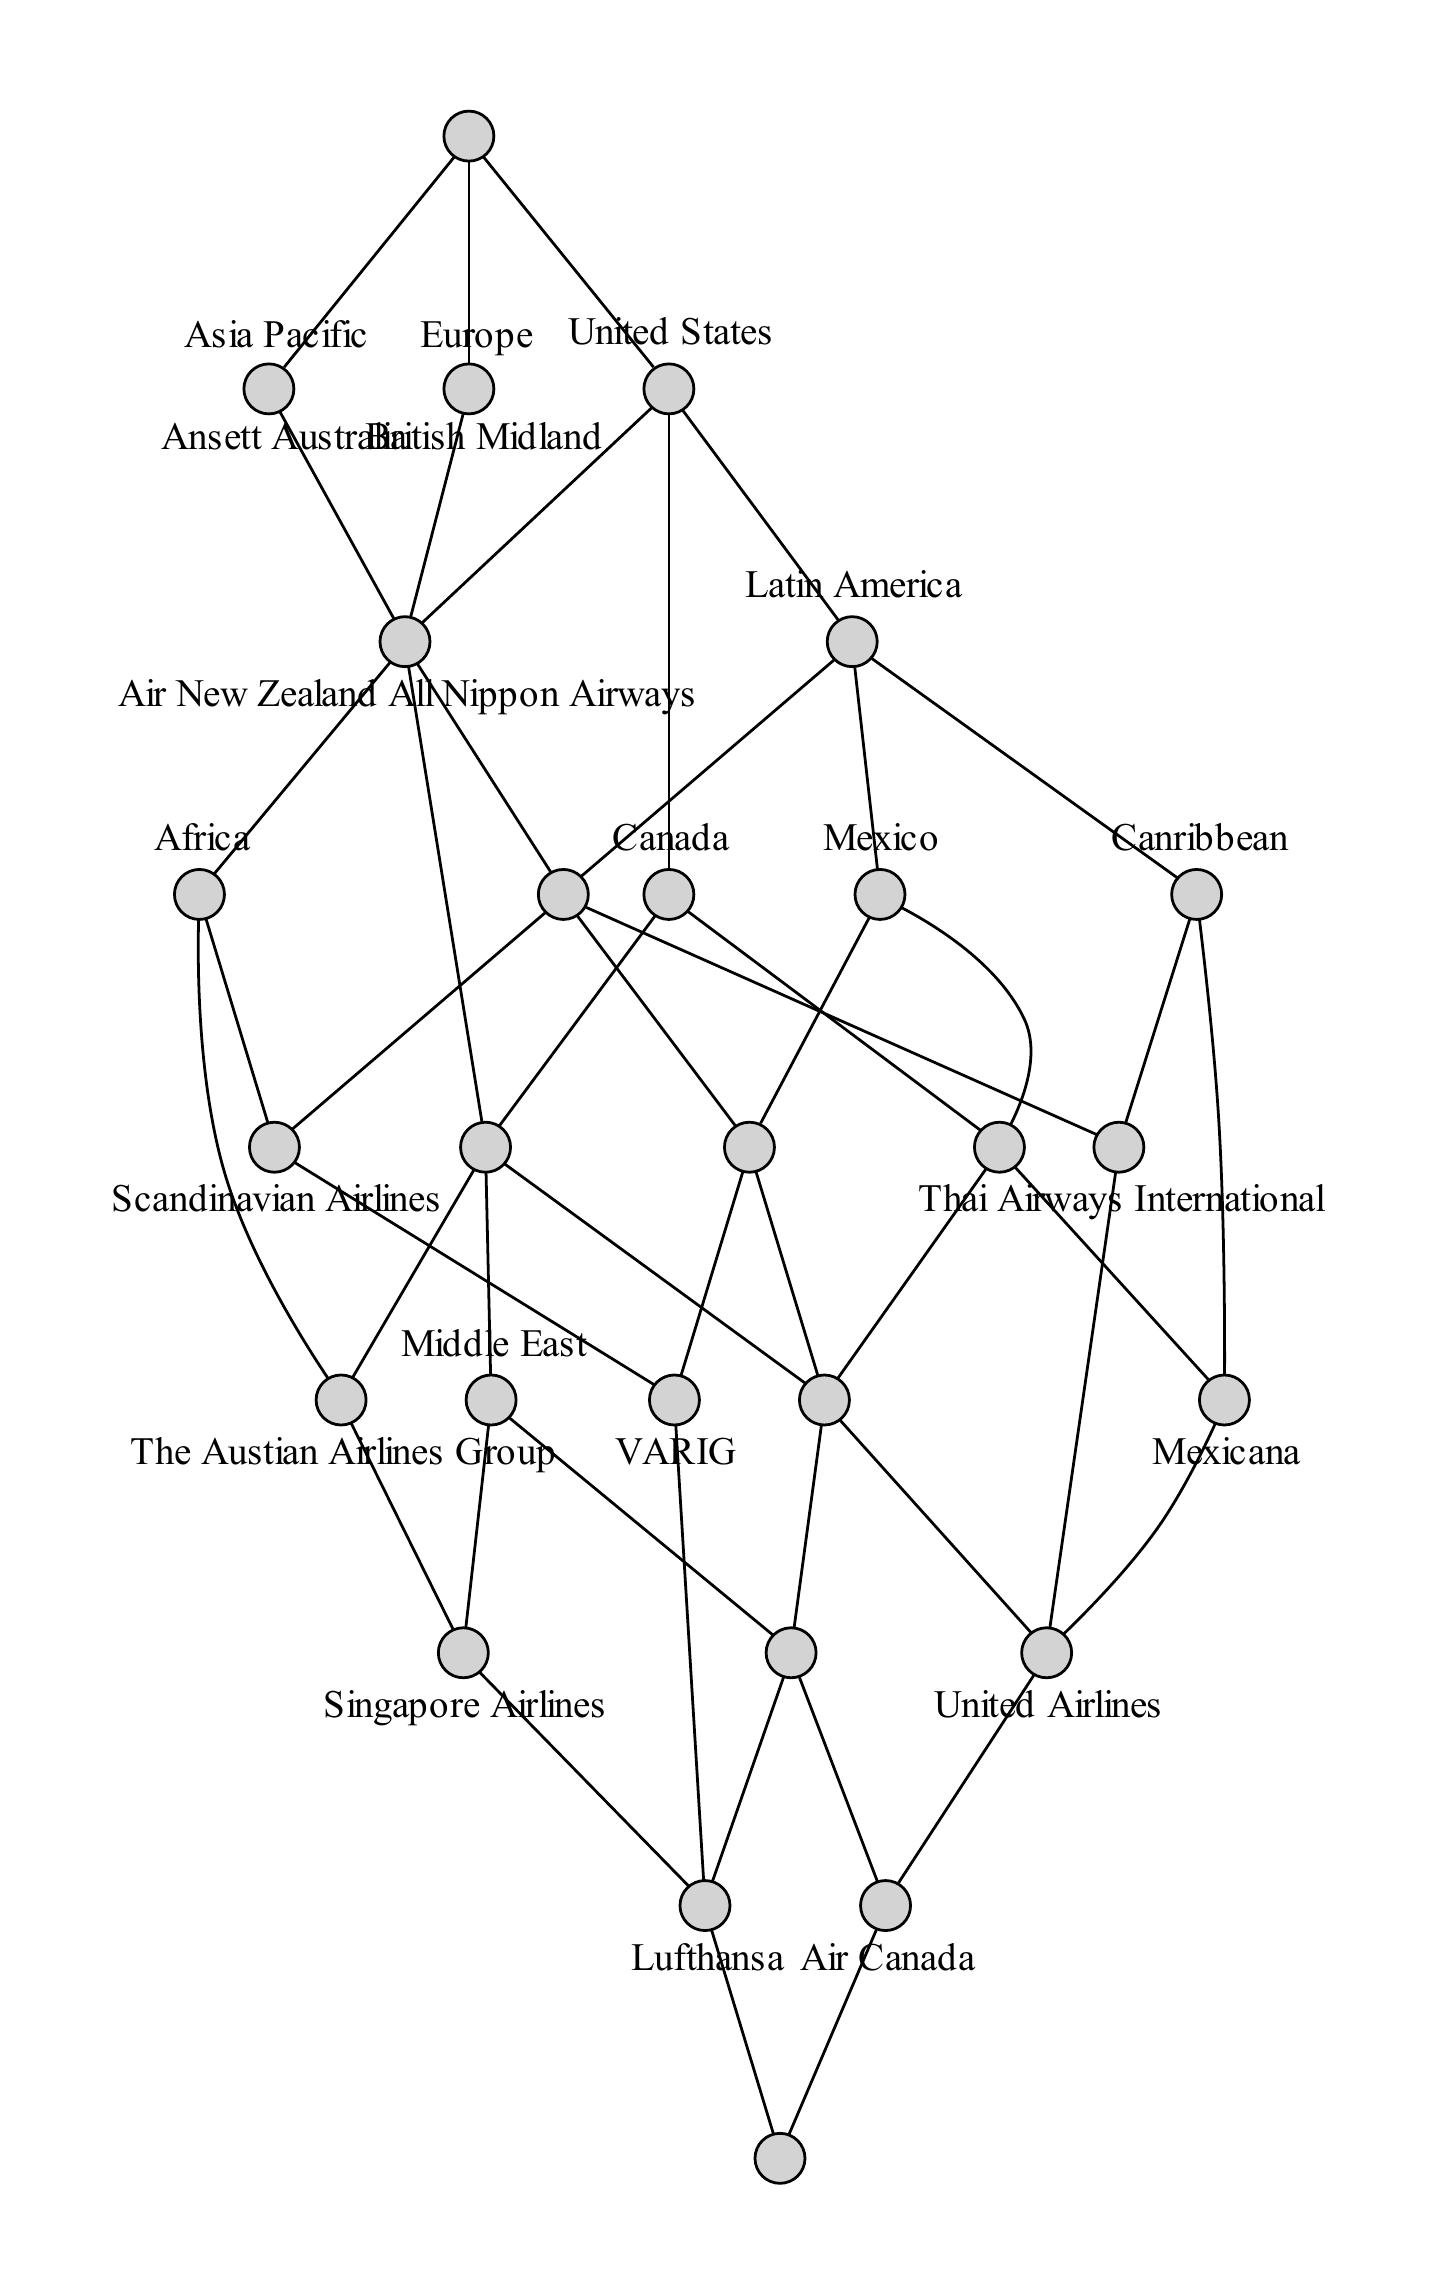 Asia Pacific
Europe
United States
Ansett Australia
British Midland
Latin America
Air New Zealand All Nippon Airways
Africa
Canada
Mexico
Canribbean
Scandinavian Airlines
Thai Airways International
Middle East
The Austian Airlines Group
VARIG
Mexicana
Singapore Airlines
United Airlines
Lufthansa
Air Canada